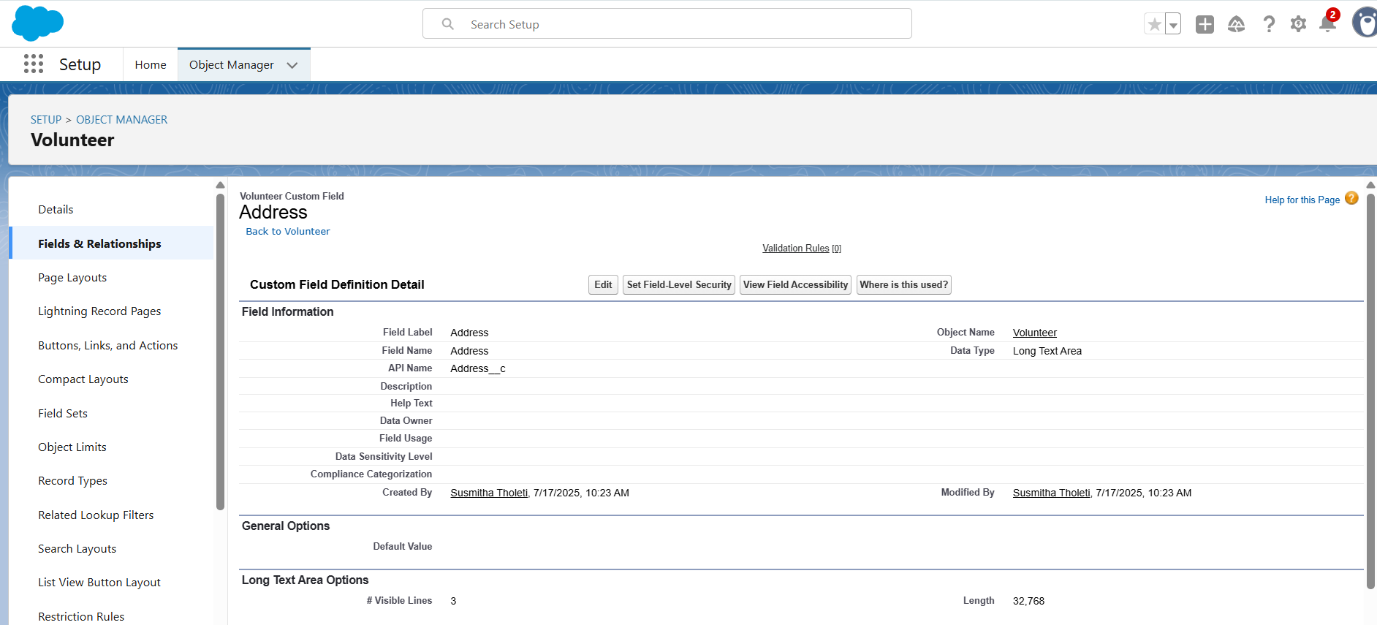 Search Setup
2
Setup Home Object Manager
SETUP > OBJECT MANAGER
Volunteer
Details
Fields & Relationships
Page Layouts
Lightning Record Pages
Buttons, Links, and Actions
Compact Layouts
Field Sets
Object Limits
Record Types
Related Lookup Filters
Search Layouts
List View Button Layout
Restriction Rules
Volunteer Custom Field
Address
Back to Volunteer
Help for this Page ?
Validation Rules [0]
Custom Field Definition Detail Edit Set Field-Level Security View Field Accessibility Where is this used?
Field Information
Field Label Address Object Name Volunteer
Field Name Address Data Type Long Text Area
API Name Address__c
Description
Help Text
Data Owner
Field Usage
Data Sensitivity Level
Compliance Categorization
Created By Susmitha Tholeti, 7/17/2025, 10:23 AM Modified By Susmitha Tholeti, 7/17/2025, 10:23 AM
General Options
Default Value
Long Text Area Options
# Visible Lines 3 Length 32,768